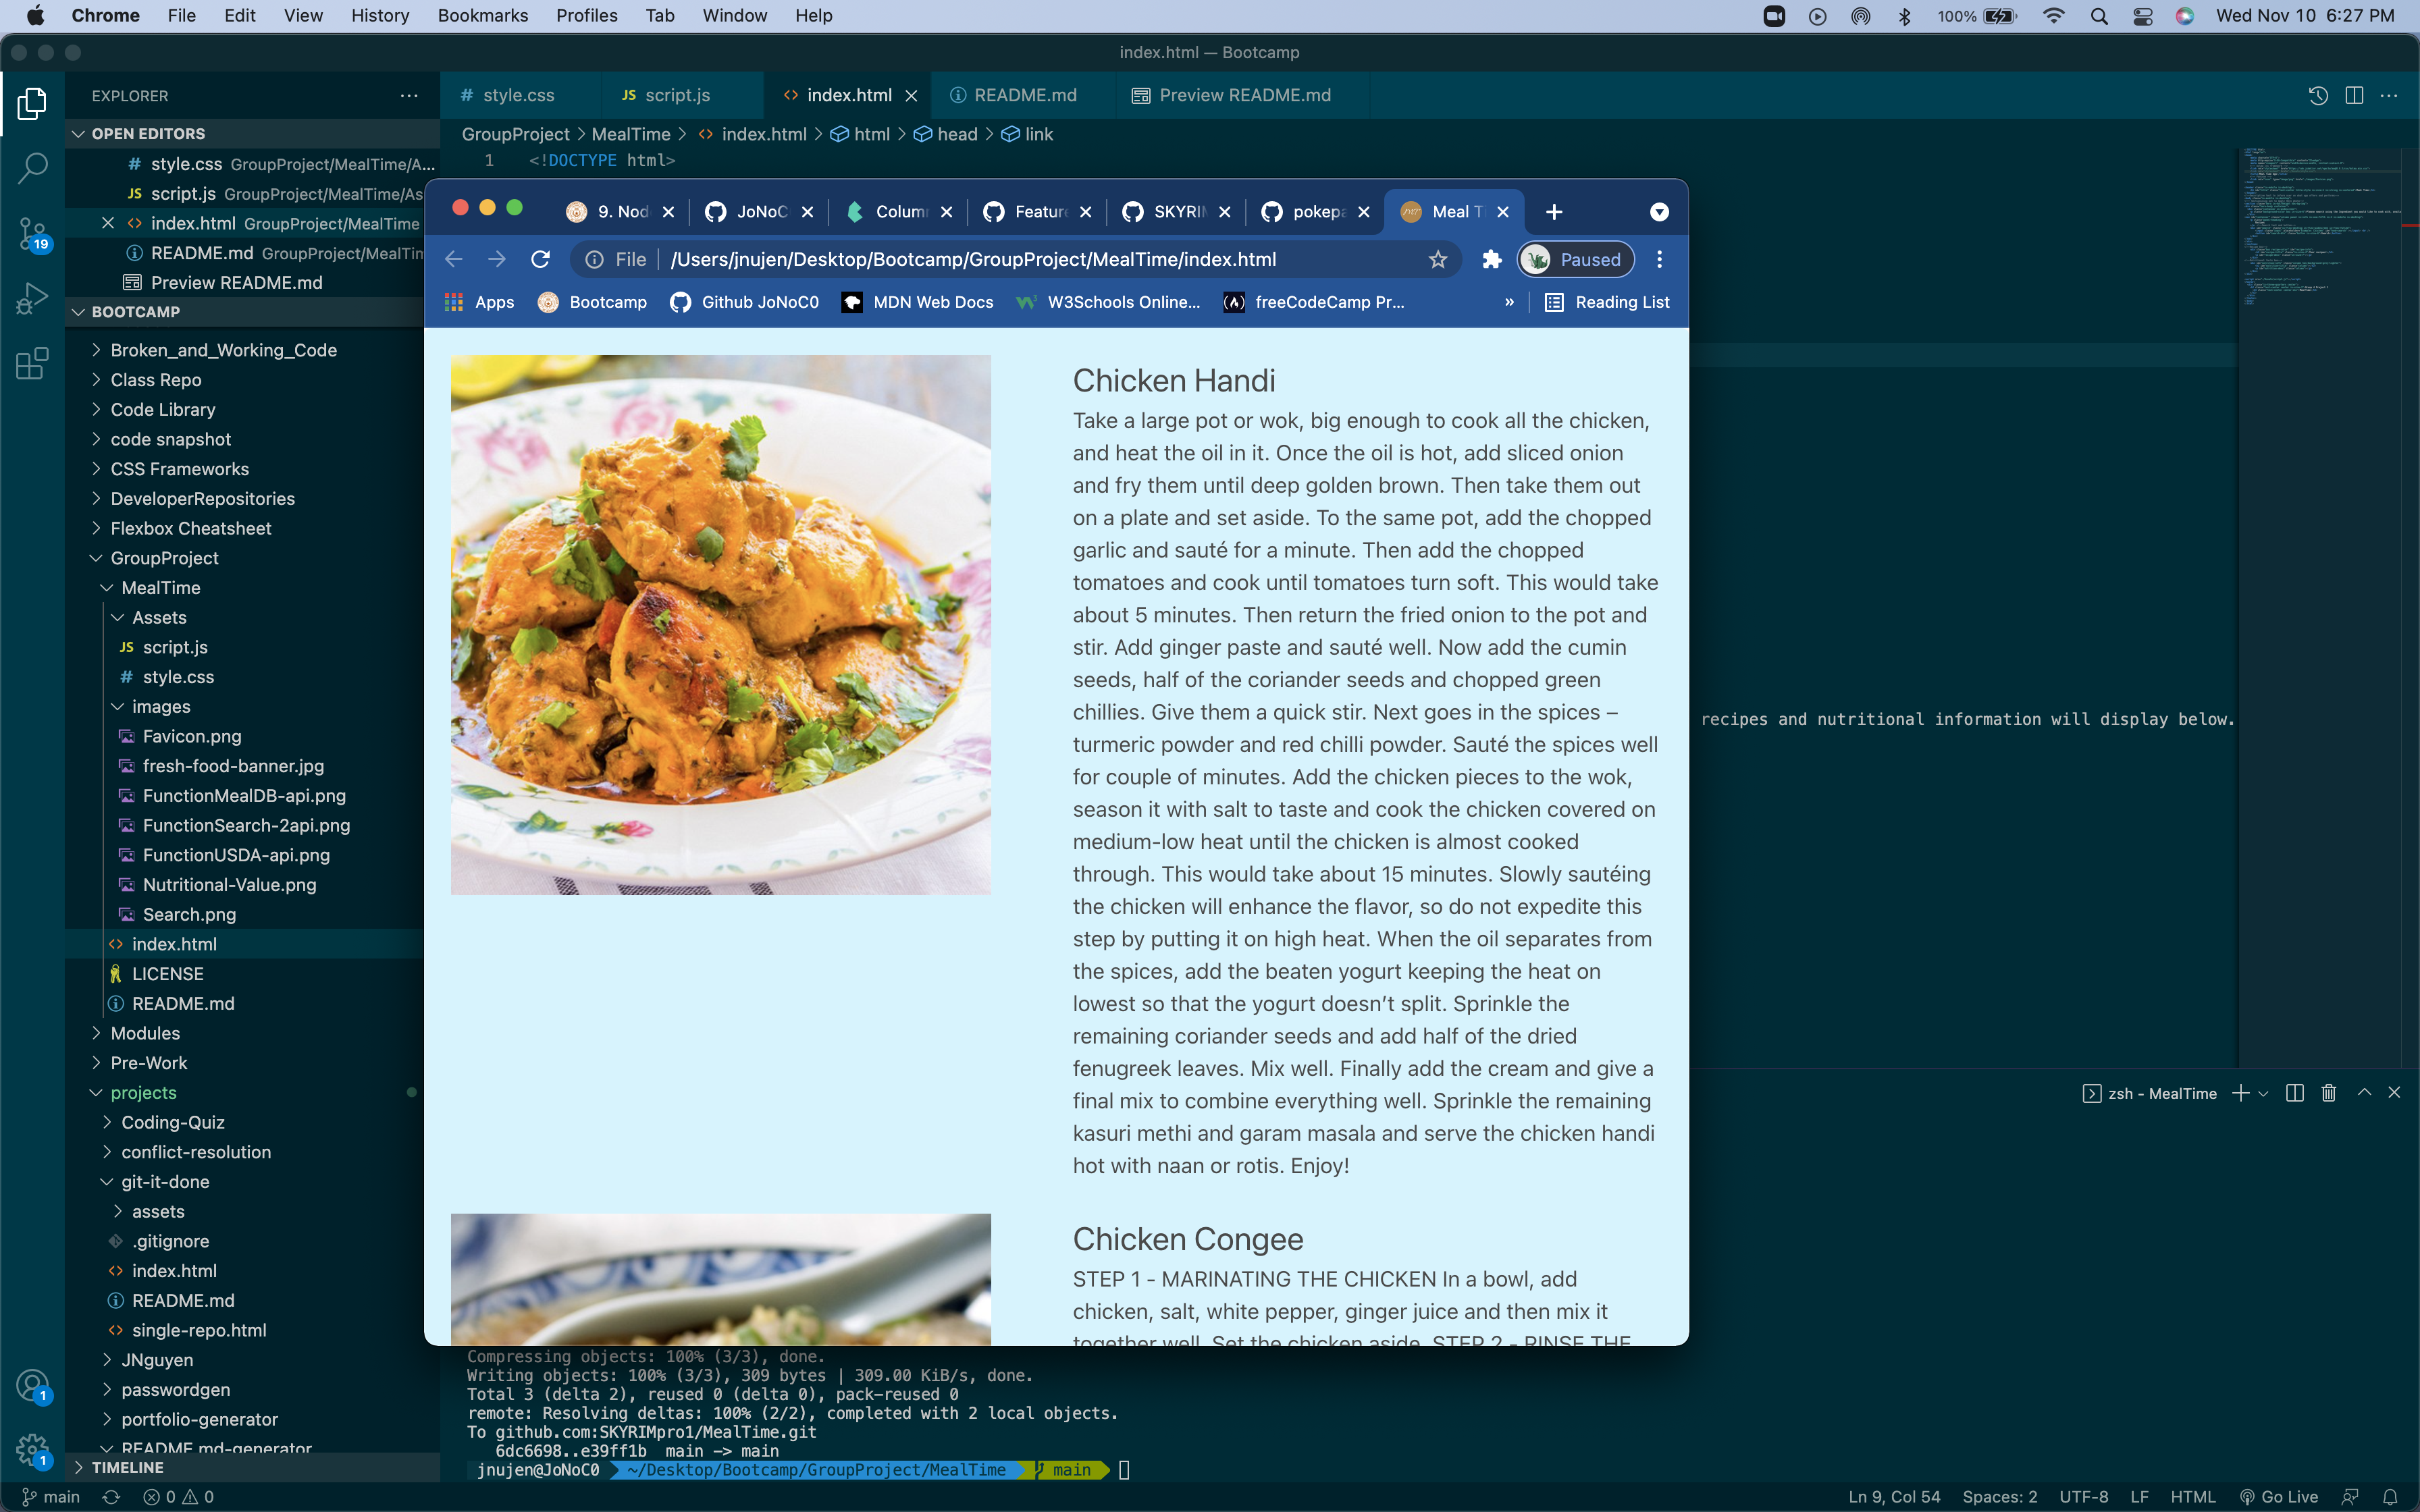 Chrome File Edit View History Bookmarks Profiles Tab Window Help
100% Wed Nov 10 6:27 PM
index.html — Bootcamp
EXPLORER
OPEN EDITORS
style.css GroupProject/MealTime/A...
script.js GroupProject/MealTime/As
index.html GroupProject/MealTime
README.md GroupProject/MealTim
Preview README.md
BOOTCAMP
Broken_and_Working_Code
Class Repo
Code Library
code snapshot
CSS Frameworks
DeveloperRepositories
Flexbox Cheatsheet
GroupProject
MealTime
Assets
JS script.js
# style.css
images
Favicon.png
fresh-food-banner.jpg
FunctionMealDB-api.png
FunctionSearch-2api.png
FunctionUSDA-api.png
Nutritional-Value.png
Search.png
index.html
LICENSE
README.md
Modules
Pre-Work
projects
Coding-Quiz
conflict-resolution
git-it-done
assets
.gitignore
index.html
README.md
single-repo.html
JNguyen
passwordgen
portfolio-generator
README.md-generator
TIMELINE
19
1
1
# style.css JS script.js <> index.html README.md Preview README.md
GroupProject > MealTime > <> index.html > html > head > link
1 <!DOCTYPE html>
9. Nod JoNoC Colum Featur SKYRI pokepa Meal T
File /Users/jnujen/Desktop/Bootcamp/GroupProject/MealTime/index.html Paused
Apps Bootcamp Github JoNoC0 MDN Web Docs W3Schools Online... freeCodeCamp Pr... » Reading List
Chicken Handi
Take a large pot or wok, big enough to cook all the chicken,
and heat the oil in it. Once the oil is hot, add sliced onion
and fry them until deep golden brown. Then take them out
on a plate and set aside. To the same pot, add the chopped
garlic and sauté for a minute. Then add the chopped
tomatoes and cook until tomatoes turn soft. This would take
about 5 minutes. Then return the fried onion to the pot and
stir. Add ginger paste and sauté well. Now add the cumin
seeds, half of the coriander seeds and chopped green
chillies. Give them a quick stir. Next goes in the spices –
turmeric powder and red chilli powder. Sauté the spices well
for couple of minutes. Add the chicken pieces to the wok,
season it with salt to taste and cook the chicken covered on
medium-low heat until the chicken is almost cooked
through. This would take about 15 minutes. Slowly sautéing
the chicken will enhance the flavor, so do not expedite this
step by putting it on high heat. When the oil separates from
the spices, add the beaten yogurt keeping the heat on
lowest so that the yogurt doesn’t split. Sprinkle the
remaining coriander seeds and add half of the dried
fenugreek leaves. Mix well. Finally add the cream and give a
final mix to combine everything well. Sprinkle the remaining
kasuri methi and garam masala and serve the chicken handi
hot with naan or rotis. Enjoy!
Chicken Congee
STEP 1 - MARINATING THE CHICKEN In a bowl, add
chicken, salt, white pepper, ginger juice and then mix it
together well. Set the chicken aside. STEP 2 - RINSE THE
recipes and nutritional information will display below.
zsh - MealTime
Compressing objects: 100% (3/3), done.
Writing objects: 100% (3/3), 309 bytes | 309.00 KiB/s, done.
Total 3 (delta 2), reused 0 (delta 0), pack-reused 0
remote: Resolving deltas: 100% (2/2), completed with 2 local objects.
To github.com:SKYRIMpro1/MealTime.git
6dc6698..e39ff1b main -> main
jnujen@JoNoC0 ~/Desktop/Bootcamp/GroupProject/MealTime main
main 0 0
Ln 9, Col 54 Spaces: 2 UTF-8 LF HTML Go Live